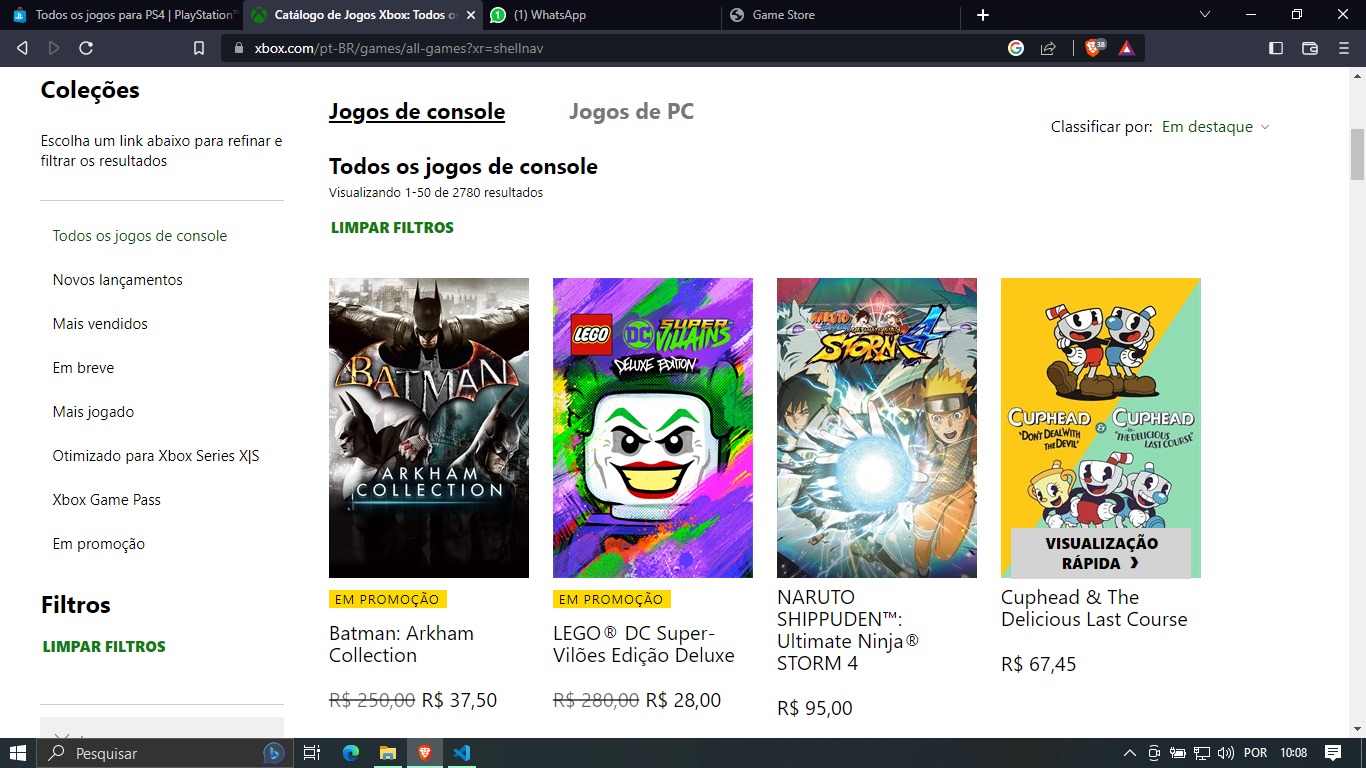 Todos os jogos para PS4 | PlayStation™
Catálogo de Jogos Xbox: Todos o
(1) WhatsApp
Game Store
xbox.com/pt-BR/games/all-games?xr=shellnav
38
Coleções
Escolha um link abaixo para refinar e
filtrar os resultados
Todos os jogos de console
Novos lançamentos
Mais vendidos
Em breve
Mais jogado
Otimizado para Xbox Series X|S
Xbox Game Pass
Em promoção
Filtros
LIMPAR FILTROS
Jogos de console
Jogos de PC
Classificar por: Em destaque
Todos os jogos de console
Visualizando 1-50 de 2780 resultados
LIMPAR FILTROS
BATMAN
ARKHAM
COLLECTION
EM PROMOÇÃO
Batman: Arkham
Collection
R$ 250,00 R$ 37,50
LEGO
DC SUPER-
VILLAINS
DELUXE EDITION
EM PROMOÇÃO
LEGO® DC Super-
Vilões Edição Deluxe
R$ 280,00 R$ 28,00
NARUTO
STORM 4
NARUTO
SHIPPUDEN™:
Ultimate Ninja®
STORM 4
R$ 95,00
CUPHEAD
"DON'T DEAL WITH
THE DEVIL"
&
CUPHEAD
"THE DELICIOUS
LAST COURSE"
VISUALIZAÇÃO
RÁPIDA
Cuphead & The
Delicious Last Course
R$ 67,45
Pesquisar
POR
10:08